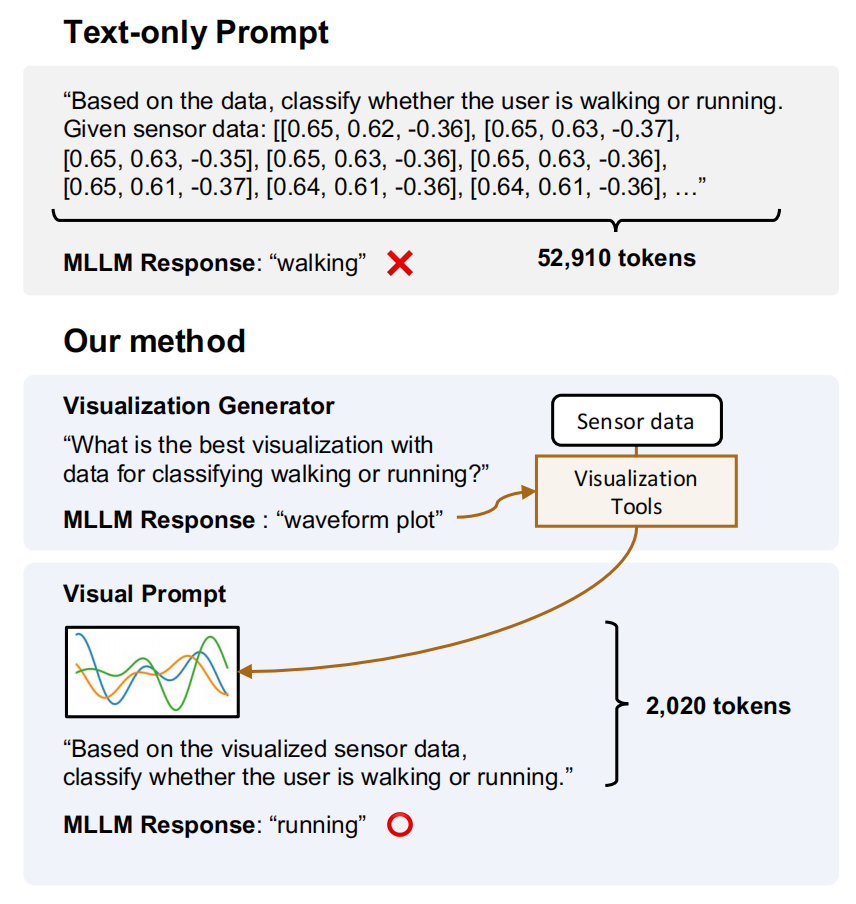 Text-only Prompt
“Based on the data, classify whether the user is walking or running.
Given sensor data: [[0.65, 0.62, -0.36], [0.65, 0.63, -0.37],
[0.65, 0.63, -0.35], [0.65, 0.63, -0.36], [0.65, 0.63, -0.36],
[0.65, 0.61, -0.37], [0.64, 0.61, -0.36], [0.64, 0.61, -0.36], …”
52,910 tokens
MLLM Response: “walking”
Our method
Visualization Generator
“What is the best visualization with
data for classifying walking or running?”
MLLM Response : “waveform plot”
Sensor data
Visualization
Tools
Visual Prompt
“Based on the visualized sensor data,
classify whether the user is walking or running.”
2,020 tokens
MLLM Response: “running”